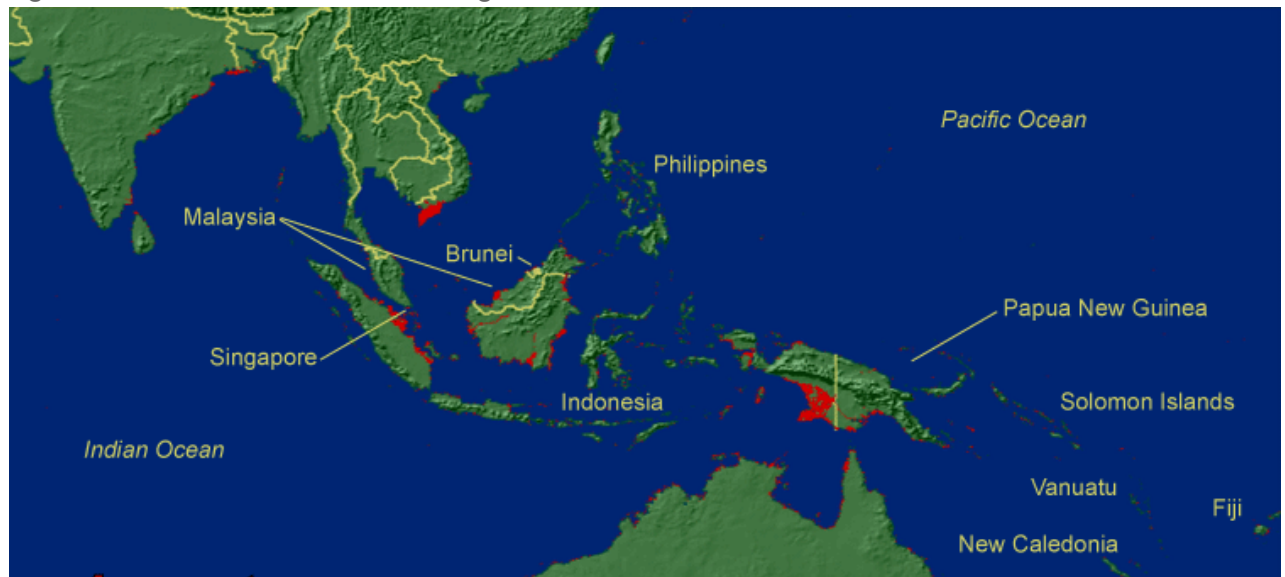 Pacific Ocean
Philippines
Malaysia
Brunei
Papua New Guinea
Singapore
Indonesia
Solomon Islands
Indian Ocean
Vanuatu
Fiji
New Caledonia